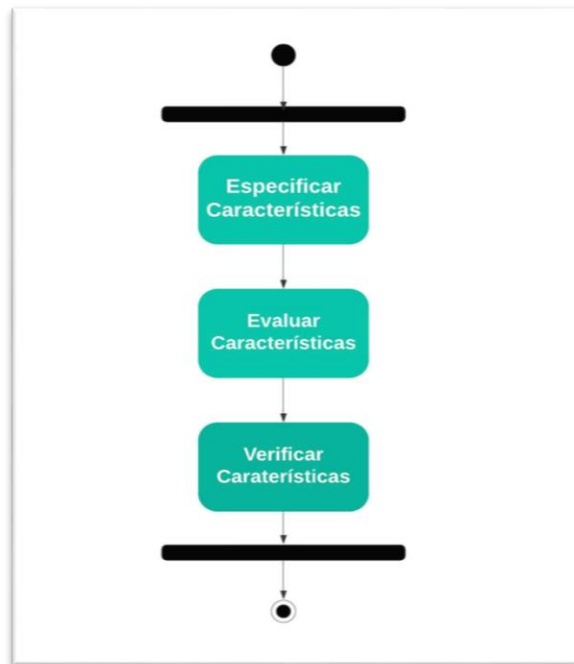 Especificar
Características
Evaluar
Características
Verificar
Caraterísticas